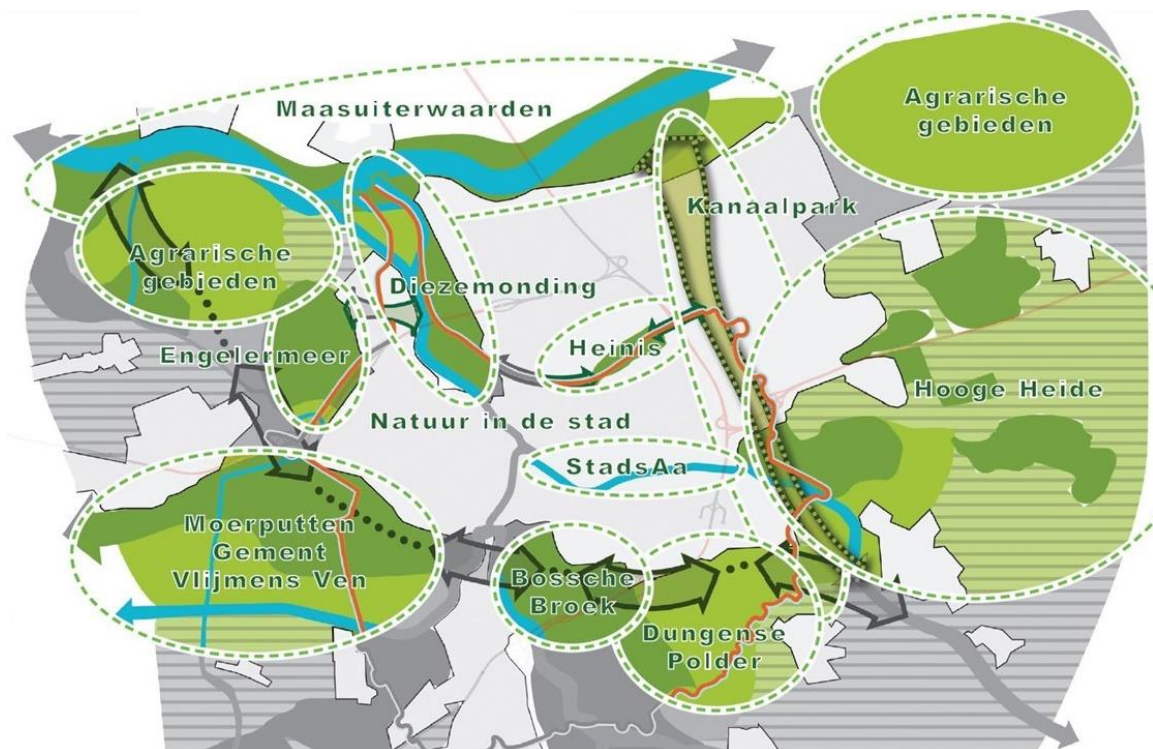 Maasuiterwaarden
Agrarische
gebieden
Kanaalpark
Agrarische
gebieden
Diezemonding
Engelermeer
Heinis
Hooge Heide
Natuur in de stad
StadsAa
Moerputten
Gement
Vlijmens Ven
Bossche
Broek
Dungense
Polder